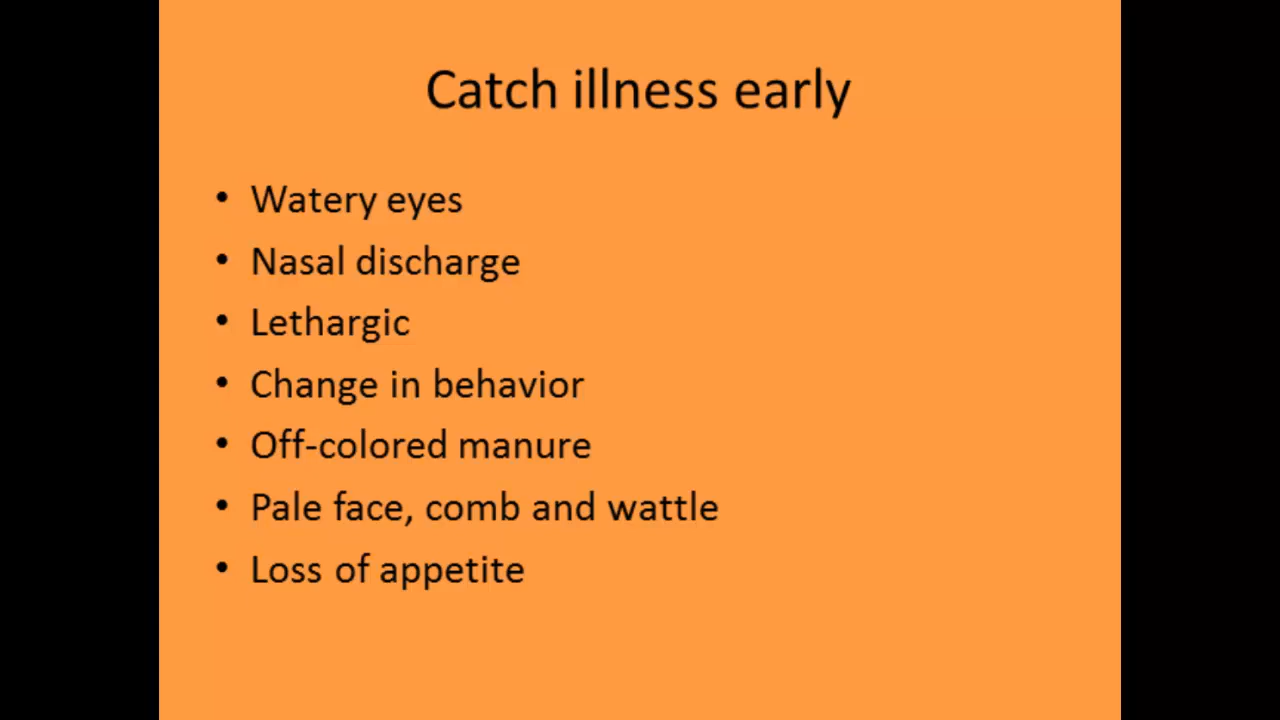 Catch illness early
• Watery eyes
• Nasal discharge
• Lethargic
• Change in behavior
• Off-colored manure
• Pale face, comb and wattle
• Loss of appetite